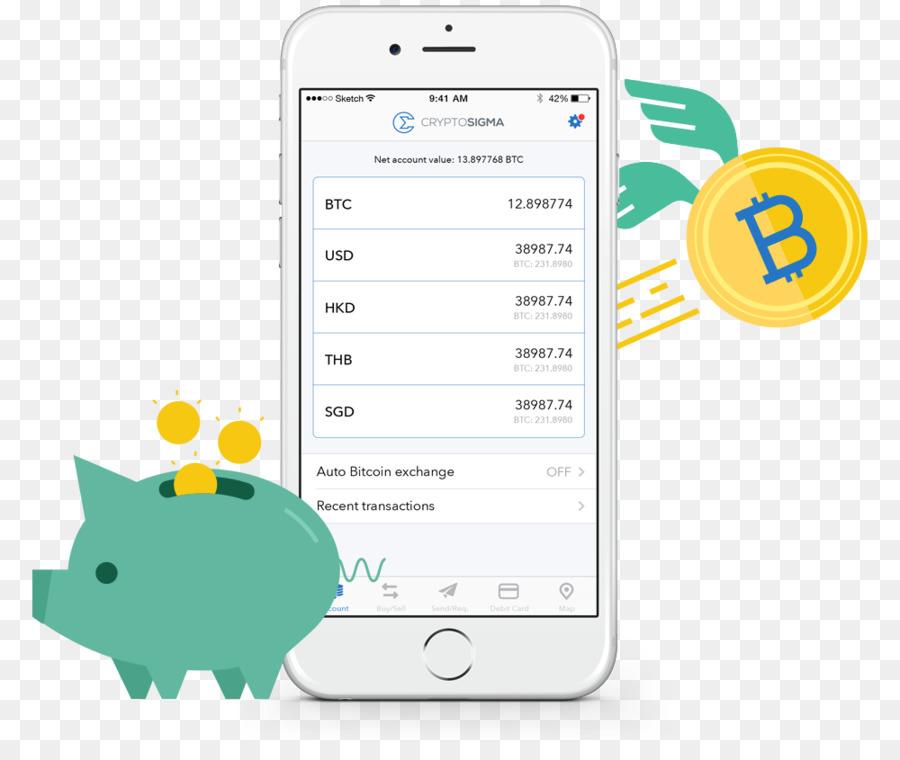 Sketch 9:41 AM 42%
CRYPTOSIGMA
Net account value: 13.897768 BTC
BTC 12.898774
USD 38987.74
BTC: 231.8980
HKD 38987.74
BTC: 231.8980
THB 38987.74
BTC: 231.8980
SGD 38987.74
BTC: 231.8980
Auto Bitcoin exchange OFF
Recent transactions
count Buy/Sell Send/Req. Debit Card Map